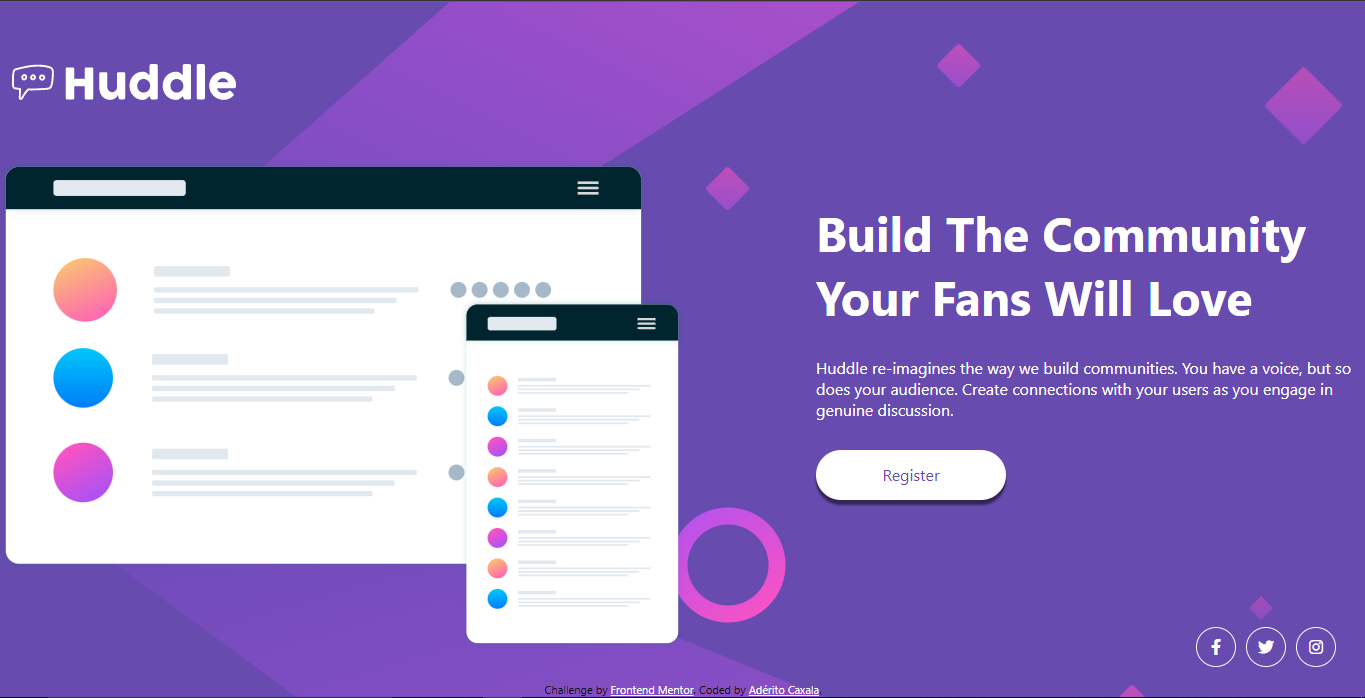 Huddle
Build The Community
Your Fans Will Love
Huddle re-imagines the way we build communities. You have a voice, but so
does your audience. Create connections with your users as you engage in
genuine discussion.
Register
Challenge by Frontend Mentor. Coded by Adérito Caxala.